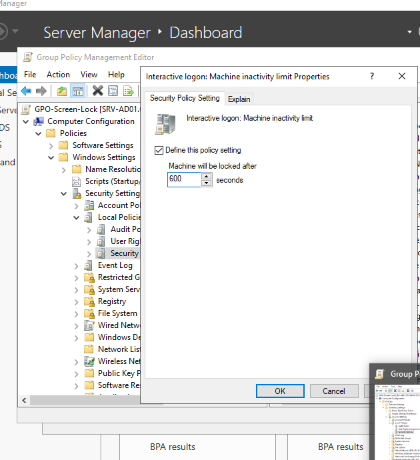 Manager
Server Manager • Dashboard
Group Policy Management Editor
File Action View Help
GPO-Screen-Lock [SRV-AD01.
Computer Configuration
Policies
Software Settings
Windows Settings
Name Resolution
Scripts (Startup/
Security Setting
Account Po
Local Policie
Audit Po
User Rig
Security
Event Log
Restricted G
System Serv
Registry
File System
Wired Netw
Windows De
Network List
Wireless Net
Public Key P
Software Res
Interactive logon: Machine inactivity limit Properties
Security Policy Setting
Explain
Interactive logon: Machine inactivity limit
Define this policy setting
Machine will be locked after
600 seconds
OK
Cancel
Group P
BPA results
BPA results